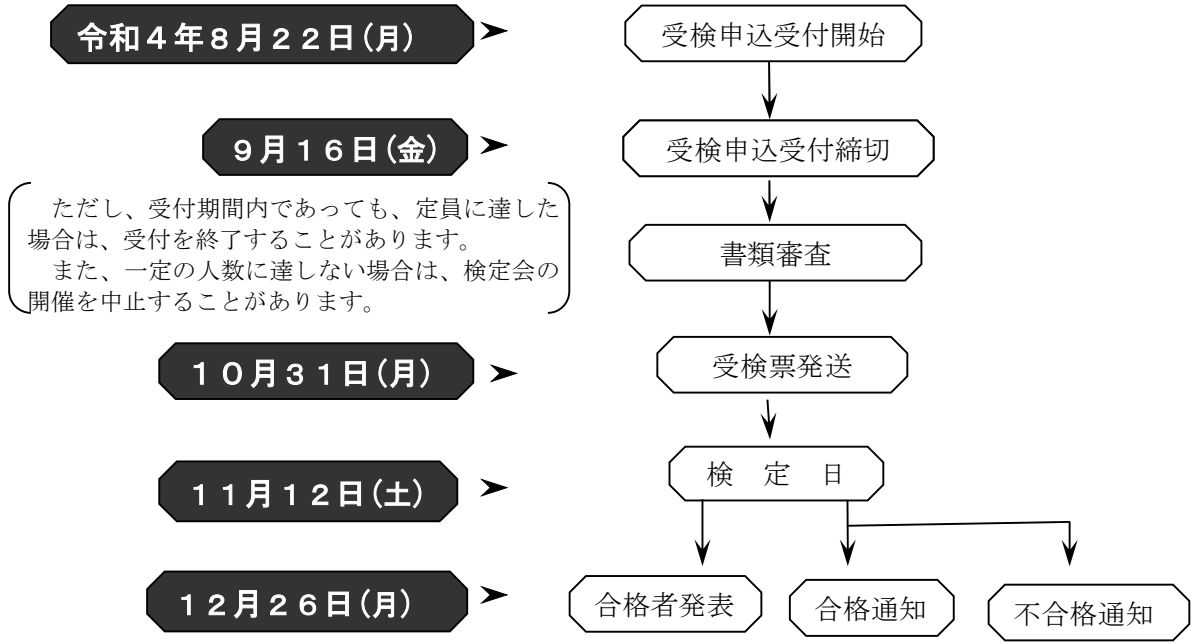 令和４年８月２２日（月）
受検申込受付開始
９月１６日（金）
受検申込受付締切
ただし、受付期間内であっても、定員に達した
場合は、受付を終了することがあります。
また、一定の人数に達しない場合は、検定会の
開催を中止することがあります。
書類審査
１０月３１日（月）
受検票発送
１１月１２日（土）
検　定　日
１２月２６日（月）
合格者発表
合格通知
不合格通知